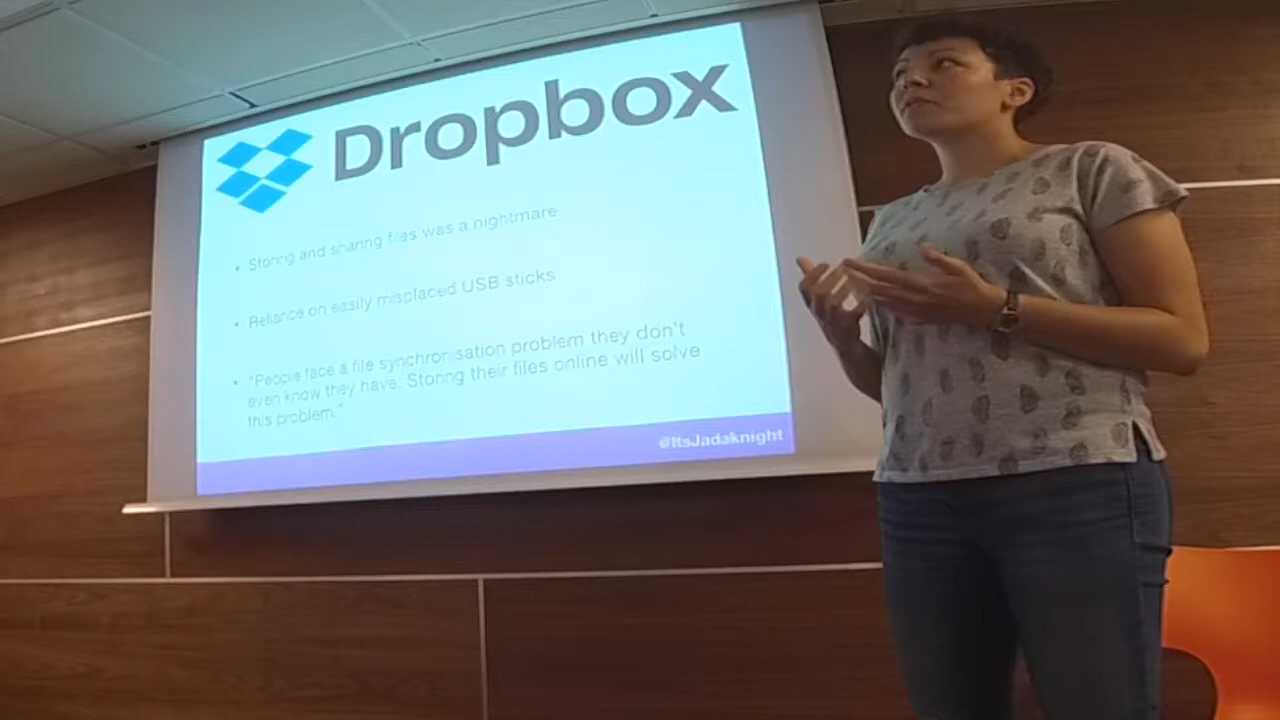 Dropbox
• Storing and sharing files was a nightmare
• Reliance on easily misplaced USB sticks
• "People face a file synchronisation problem they don't
even know they have. Storing their files online will solve
this problem."
@ItsJadaknight